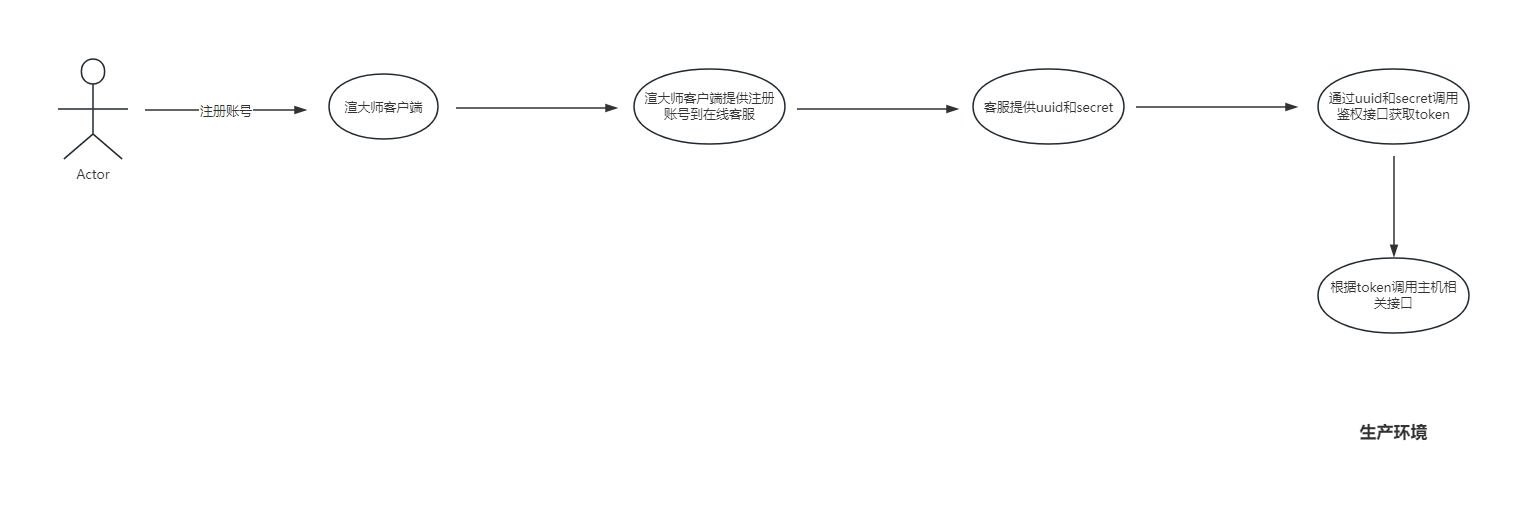 注册账号
Actor
渲大师客户端
渲大师客户端提供注册
账号到在线客服
客服提供uuid和secret
通过uuid和secret调用
鉴权接口获取token
根据token调用主机相
关接口
生产环境